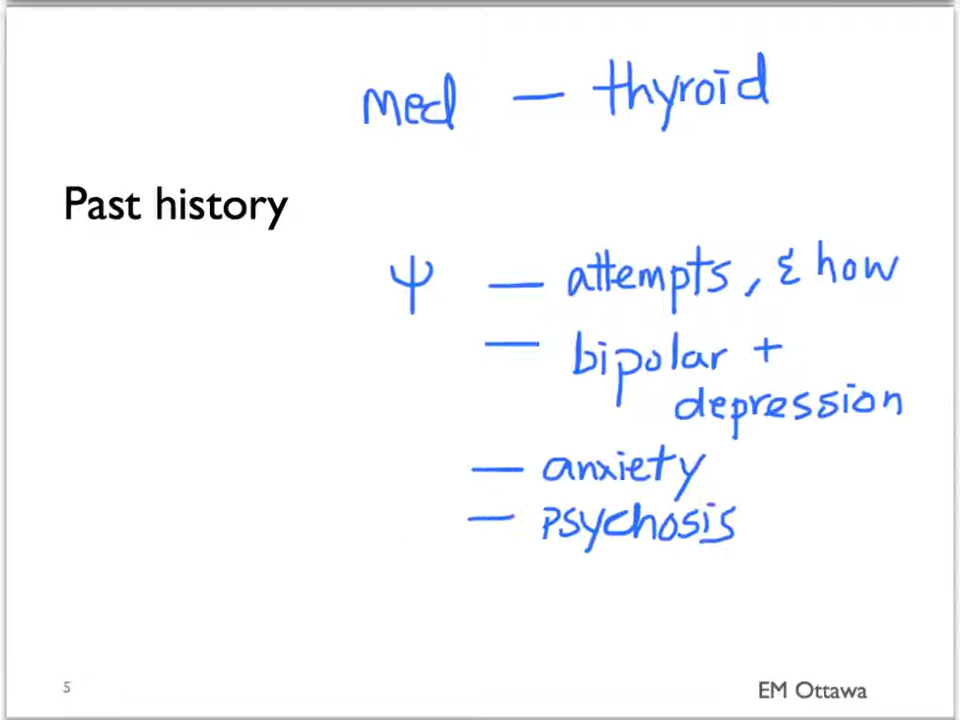 med — thyroid
Past history
Ψ — attempts, & how
— bipolar +
depression
— anxiety
— psychosis
5
EM Ottawa